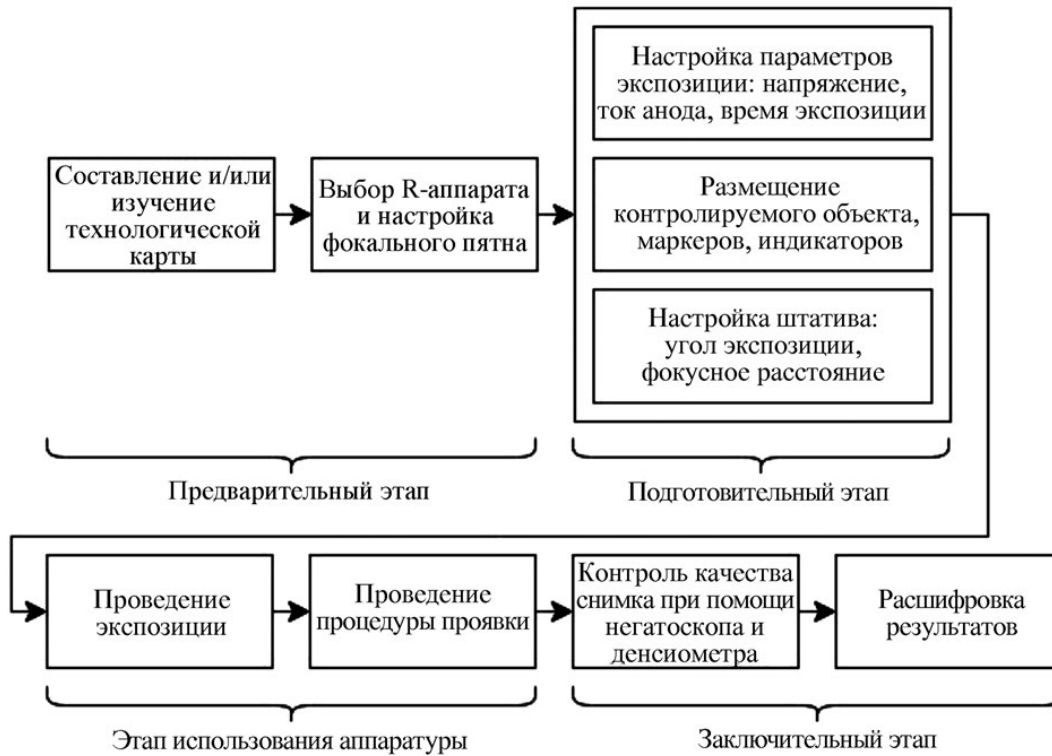 Составление и/или
изучение
технологической
карты
Выбор R-аппарата
и настройка
фокального пятна
Настройка параметров
экспозиции: напряжение,
ток анода, время экспозиции
Размещение
контролируемого объекта,
маркеров, индикаторов
Настройка штатива:
угол экспозиции,
фокусное расстояние
Предварительный этап
Подготовительный этап
Проведение
экспозиции
Проведение
процедуры проявки
Контроль качества
снимка при помощи
негатоскопа и
денсиометра
Расшифровка
результатов
Этап использования аппаратуры
Заключительный этап